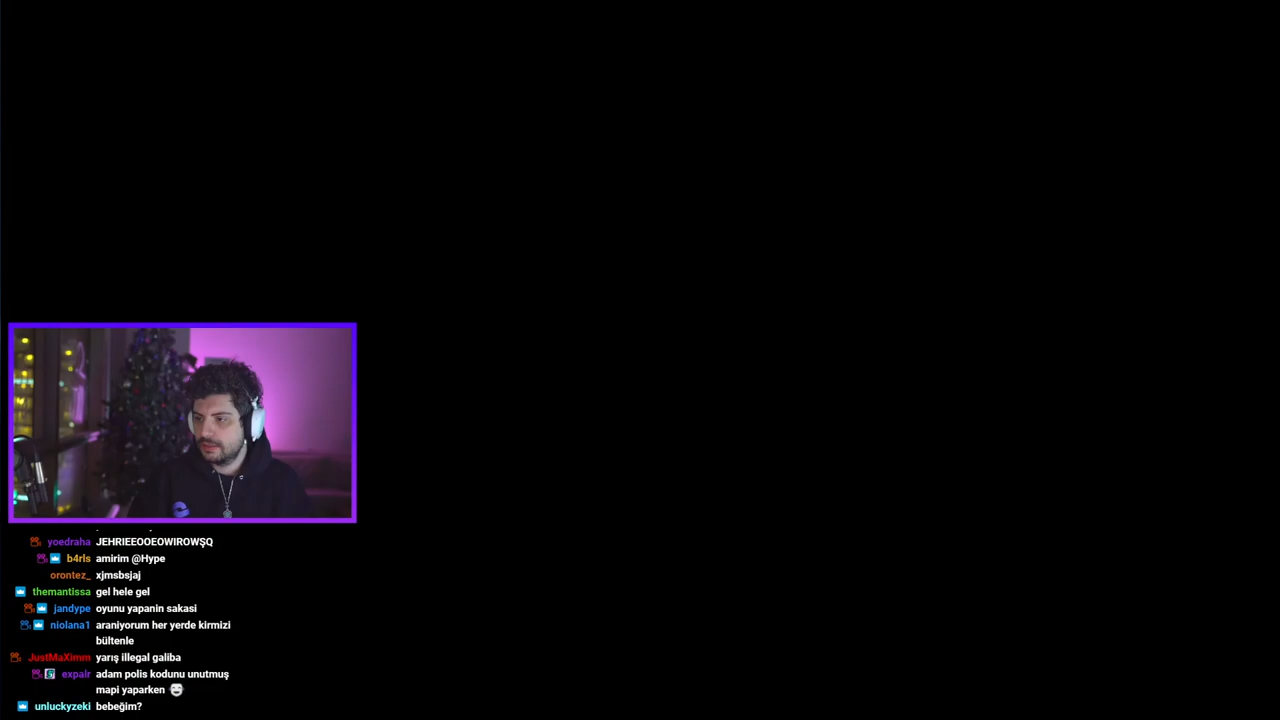 yoedraha JEHRIEEOOEOWIROWŞQ
b4rls amirim @Hype
orontez_ xjmsbsjaj
themantissa gel hele gel
jandype oyunu yapanin sakasi
niolana1 araniyorum her yerde kirmizi
bültenle
JustMaXimm yarış illegal galiba
expalr adam polis kodunu unutmuş
mapi yaparken
unluckyzeki bebeğim?